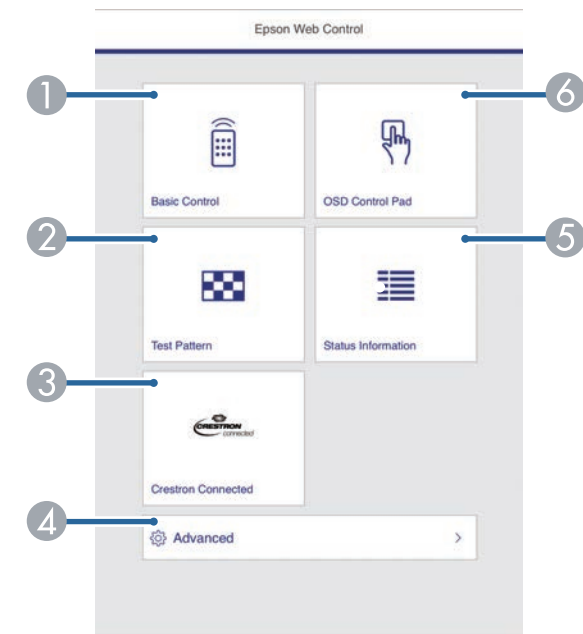 Epson Web Control
1
6
Basic Control
OSD Control Pad
2
5
Test Pattern
Status Information
3
CRESTRON
connected
Crestron Connected
4
Advanced